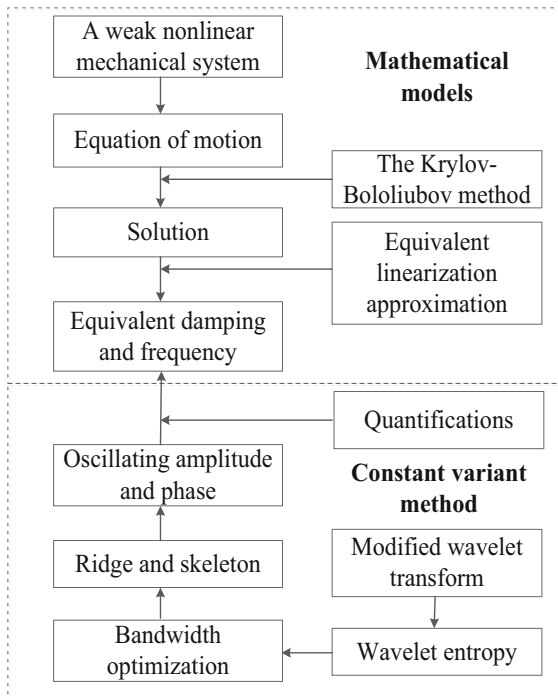 A weak nonlinear
mechanical system
Mathematical
models
Equation of motion
The Krylov-
Bololiubov method
Solution
Equivalent
linearization
approximation
Equivalent damping
and frequency
Quantifications
Oscillating amplitude
and phase
Constant variant
method
Ridge and skeleton
Modified wavelet
transform
Bandwidth
optimization
Wavelet entropy